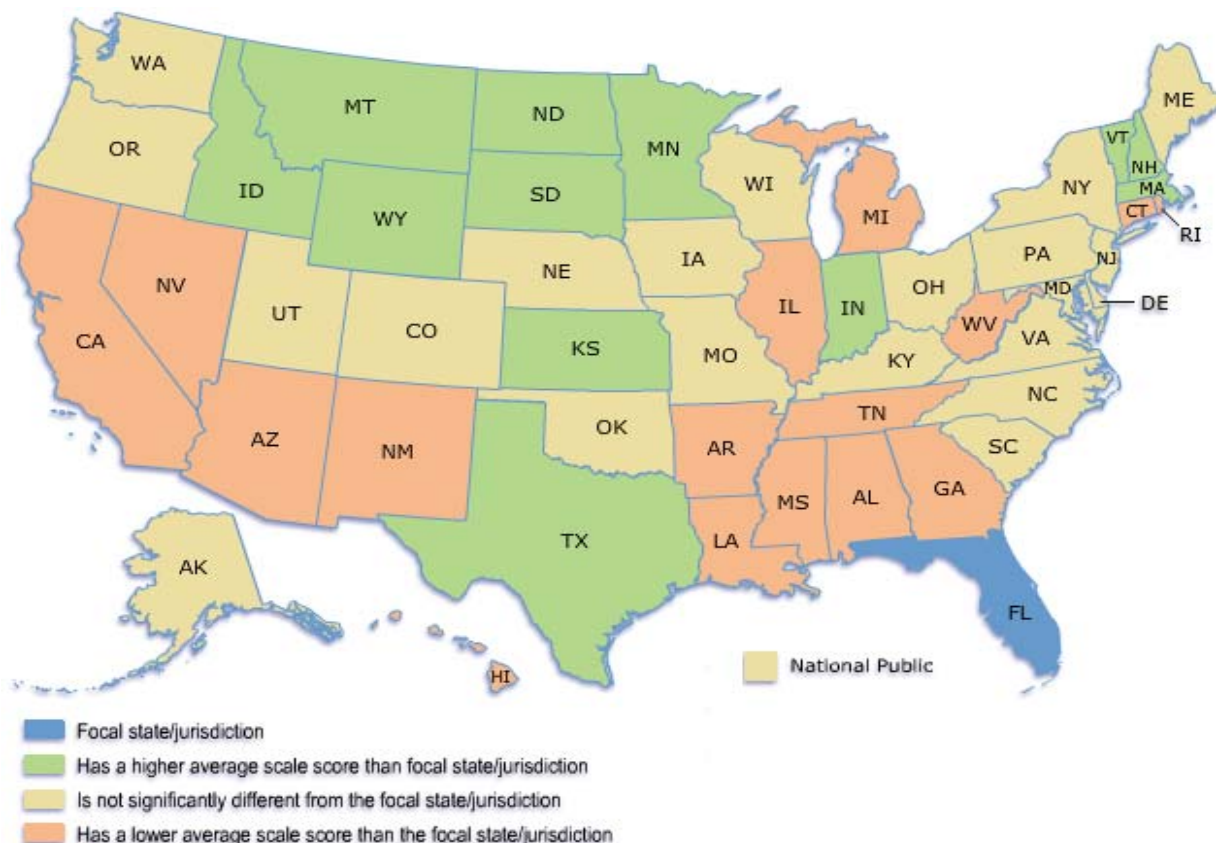 WA
MT
ND
MN
ME
OR
ID
SD
WI
VT
NH
MA
NY
WY
MI
CT
RI
NE
IA
PA
NJ
NV
UT
CO
IL
IN
OH
MD
DE
CA
KS
MO
WV
VA
KY
NC
AZ
NM
OK
AR
TN
SC
MS
AL
GA
TX
LA
AK
FL
HI
National Public
Focal state/jurisdiction
Has a higher average scale score than focal state/jurisdiction
Is not significantly different from the focal state/jurisdiction
Has a lower average scale score than the focal state/jurisdiction